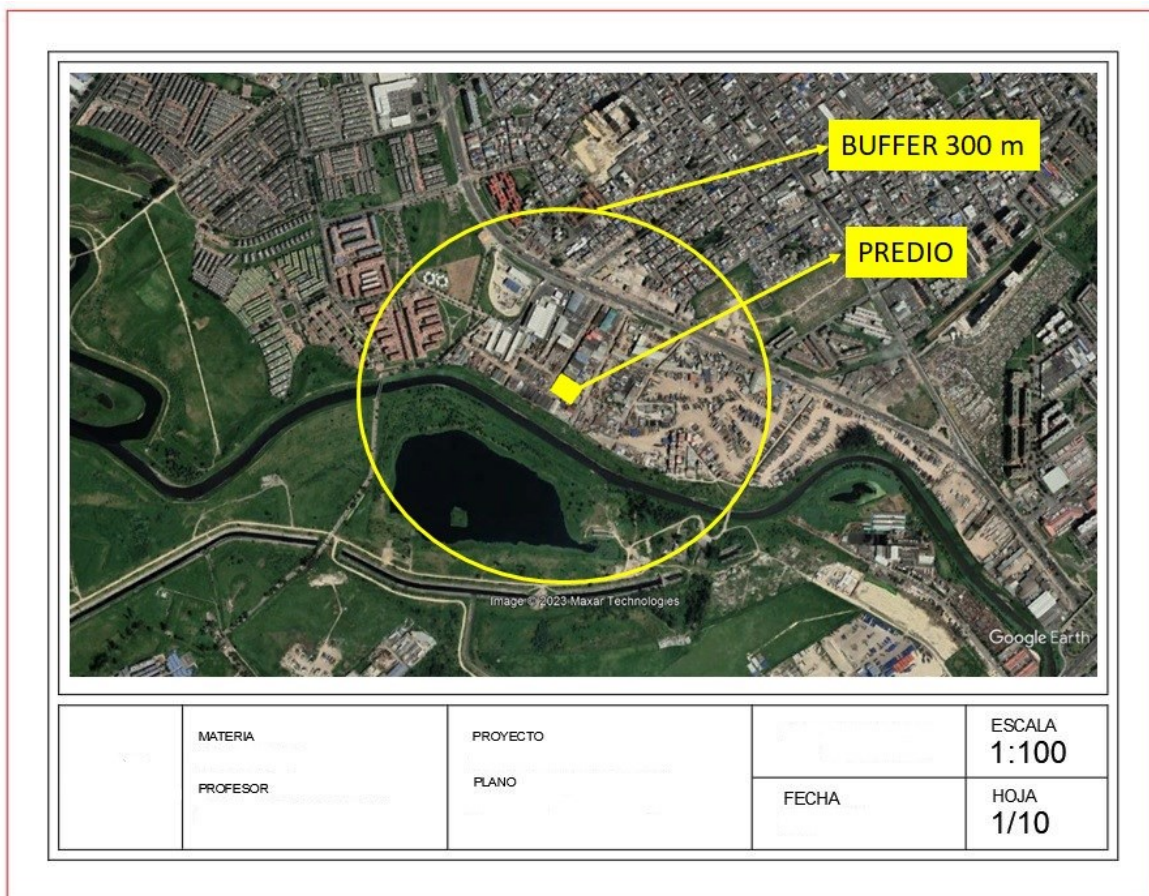 BUFFER 300 m
PREDIO
Image © 2023 Maxar Technologies
Google Earth
MATERIA
PROFESOR
PROYECTO
PLANO
FECHA
ESCALA
1:100
HOJA
1/10